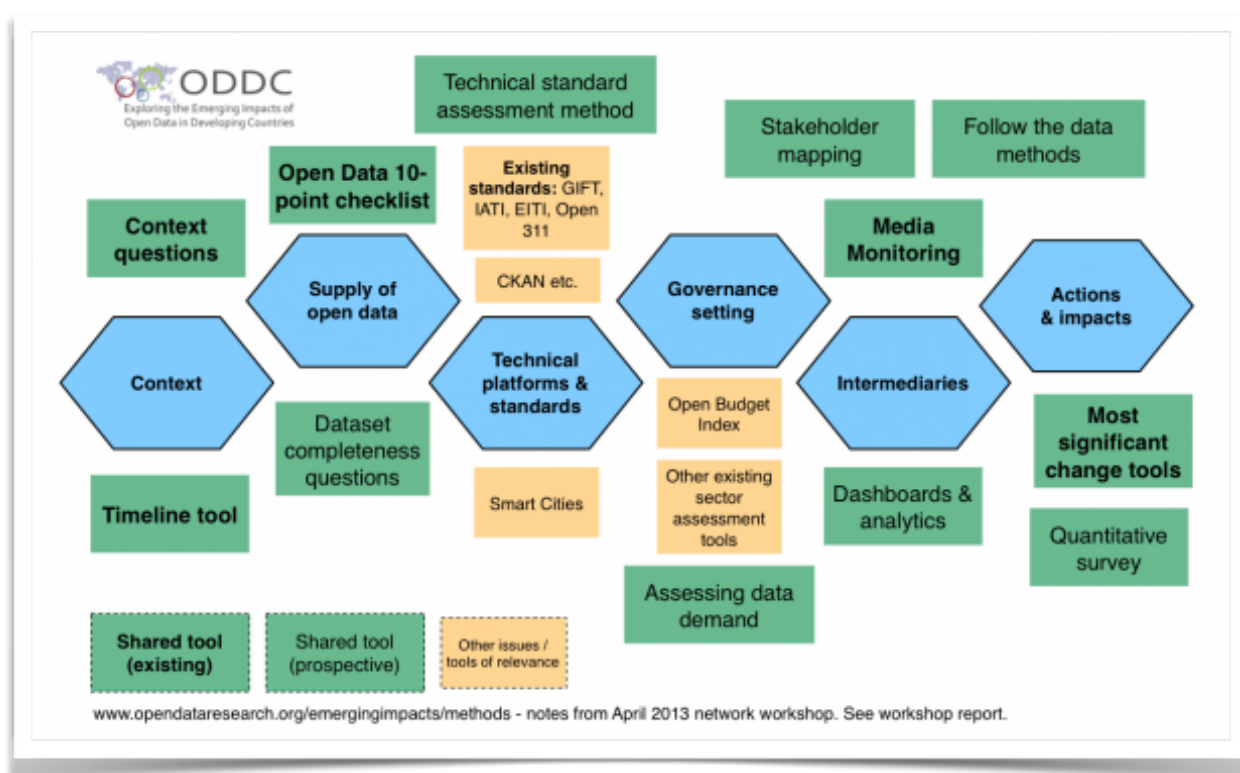 ODDC
Exploring the Emerging Impacts of
Open Data in Developing Countries
Technical standard
assessment method
Stakeholder
mapping
Follow the data
methods
Open Data 10-
point checklist
Existing
standards: GIFT,
IATI, EITI, Open
311
Context
questions
Media
Monitoring
CKAN etc.
Supply of
open data
Governance
setting
Actions
& impacts
Context
Technical
platforms &
standards
Intermediaries
Dataset
completeness
questions
Open Budget
Index
Most
significant
change tools
Timeline tool
Smart Cities
Other existing
sector
assessment
tools
Dashboards &
analytics
Quantitative
survey
Assessing data
demand
Shared tool
(existing)
Shared tool
(prospective)
Other issues /
tools of relevance
www.opendataresearch.org/emergingimpacts/methods - notes from April 2013 network workshop. See workshop report.